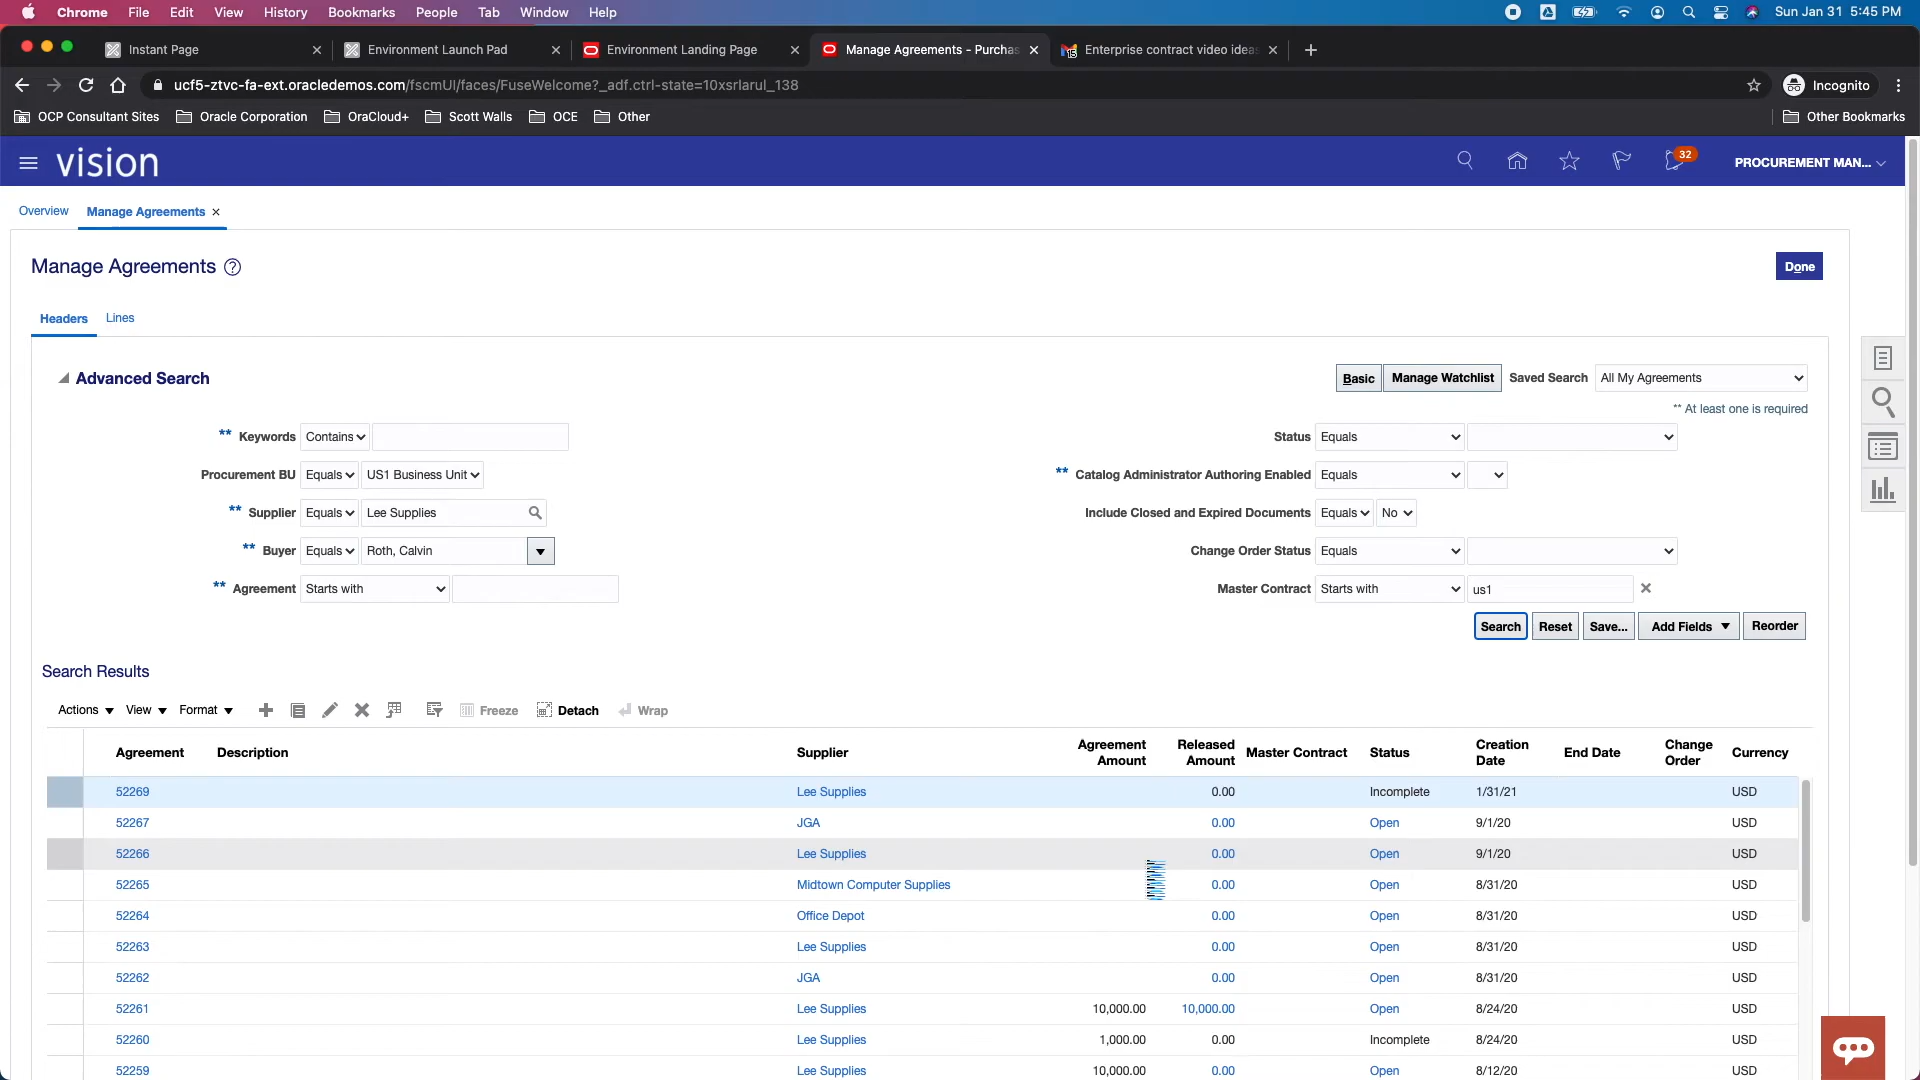 Chrome File Edit View History Bookmarks People Tab Window Help Sun Jan 31 5:45 PM
Instant Page Environment Launch Pad Environment Landing Page Manage Agreements - Purchas 15 Enterprise contract video ideas
ucf5-ztvc-fa-ext.oracledemos.com/fscmUI/faces/FuseWelcome?_adf.ctrl-state=10xsrlarul_138 Incognito
OCP Consultant Sites Oracle Corporation OraCloud+ Scott Walls OCE Other Other Bookmarks
vision 32 PROCUREMENT MAN...
Overview Manage Agreements
Manage Agreements ? Done
Headers Lines
Advanced Search Basic Manage Watchlist Saved Search All My Agreements
** At least one is required
** Keywords Contains Status Equals
Procurement BU Equals US1 Business Unit ** Catalog Administrator Authoring Enabled Equals
** Supplier Equals Lee Supplies Include Closed and Expired Documents Equals No
** Buyer Equals Roth, Calvin Change Order Status Equals
** Agreement Starts with Master Contract Starts with us1
Search Reset Save... Add Fields Reorder
Search Results
Actions View Format Freeze Detach Wrap
Agreement Description Supplier Agreement Amount Released Amount Master Contract Status Creation Date End Date Change Order Currency
52269 Lee Supplies 0.00 Incomplete 1/31/21 USD
52267 JGA 0.00 Open 9/1/20 USD
52266 Lee Supplies 0.00 Open 9/1/20 USD
52265 Midtown Computer Supplies 0.00 Open 8/31/20 USD
52264 Office Depot 0.00 Open 8/31/20 USD
52263 Lee Supplies 0.00 Open 8/31/20 USD
52262 JGA 0.00 Open 8/31/20 USD
52261 Lee Supplies 10,000.00 10,000.00 Open 8/24/20 USD
52260 Lee Supplies 1,000.00 0.00 Incomplete 8/24/20 USD
52259 Lee Supplies 10,000.00 0.00 Open 8/12/20 USD